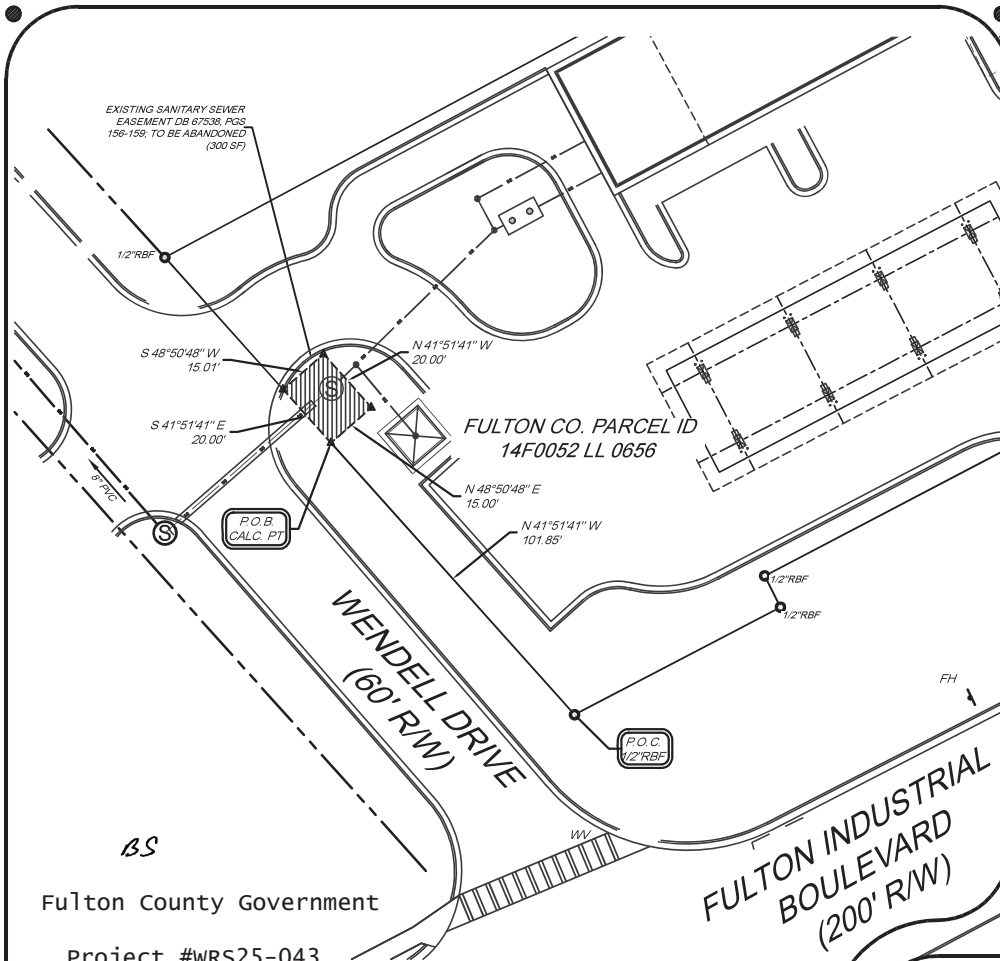 EXISTING SANITARY SEWER
EASEMENT DB 67538, PGS
156-159; TO BE ABANDONED
(300 SF)
1/2"RBF
S 48°50'48" W
15.01'
N 41°51'41" W
20.00'
S 41°51'41" E
20.00'
S
FULTON CO. PARCEL ID
14F0052 LL 0656
8" PVC
S
P.O.B.
CALC. PT
N 48°50'48" E
15.00'
N 41°51'41" W
101.85'
1/2"RBF
1/2"RBF
WENDELL DRIVE
(60' R/W)
FH
P.O.C.
1/2"RBF
WV
FULTON INDUSTRIAL
BOULEVARD
(200' R/W)
BS
Fulton County Government
Project #WRS25-043